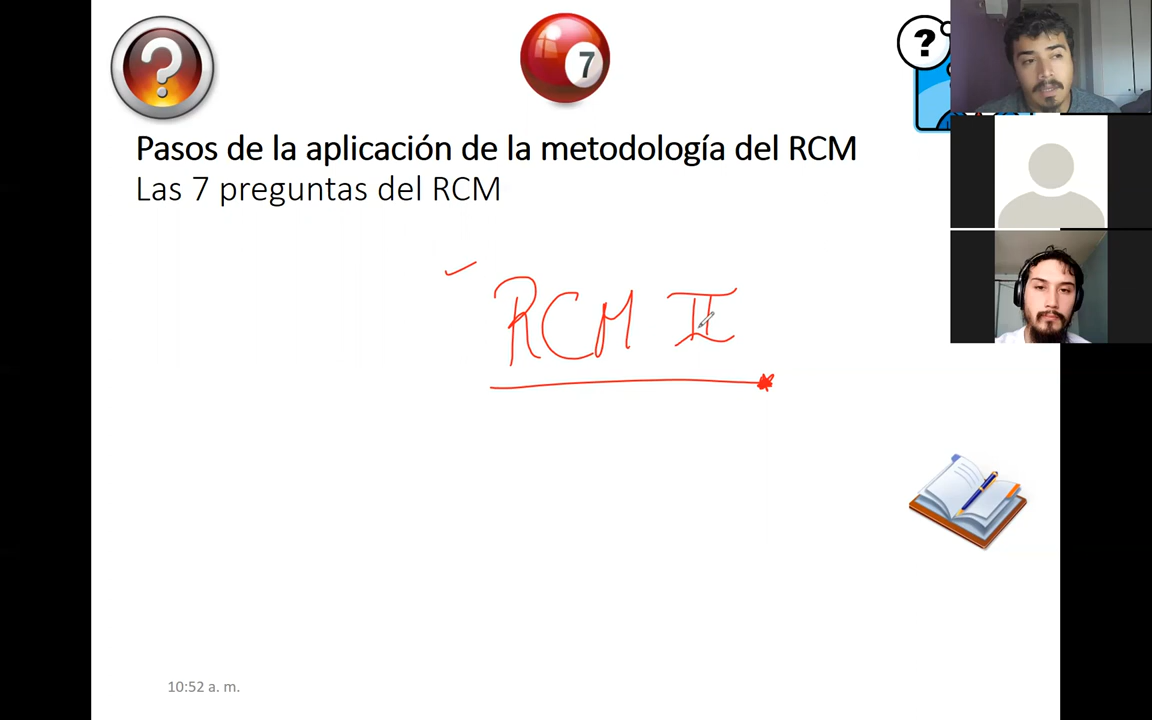 ?
7
?
Pasos de la aplicación de la metodología del RCM
Las 7 preguntas del RCM
RCM II
10:52 a. m.